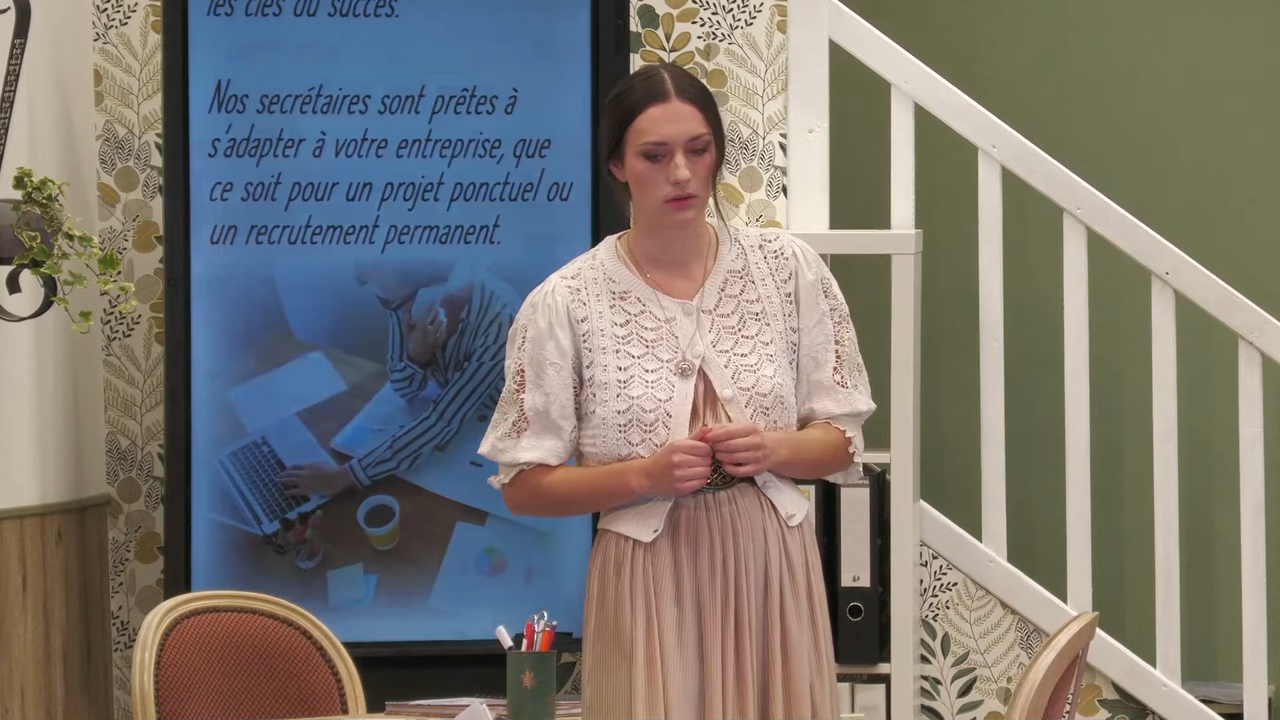 les clés du succès.
Nos secrétaires sont prêtes à
s'adapter à votre entreprise, que
ce soit pour un projet ponctuel ou
un recrutement permanent.